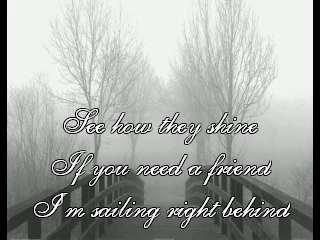 See how they shine
If you need a friend
I'm sailing right behind